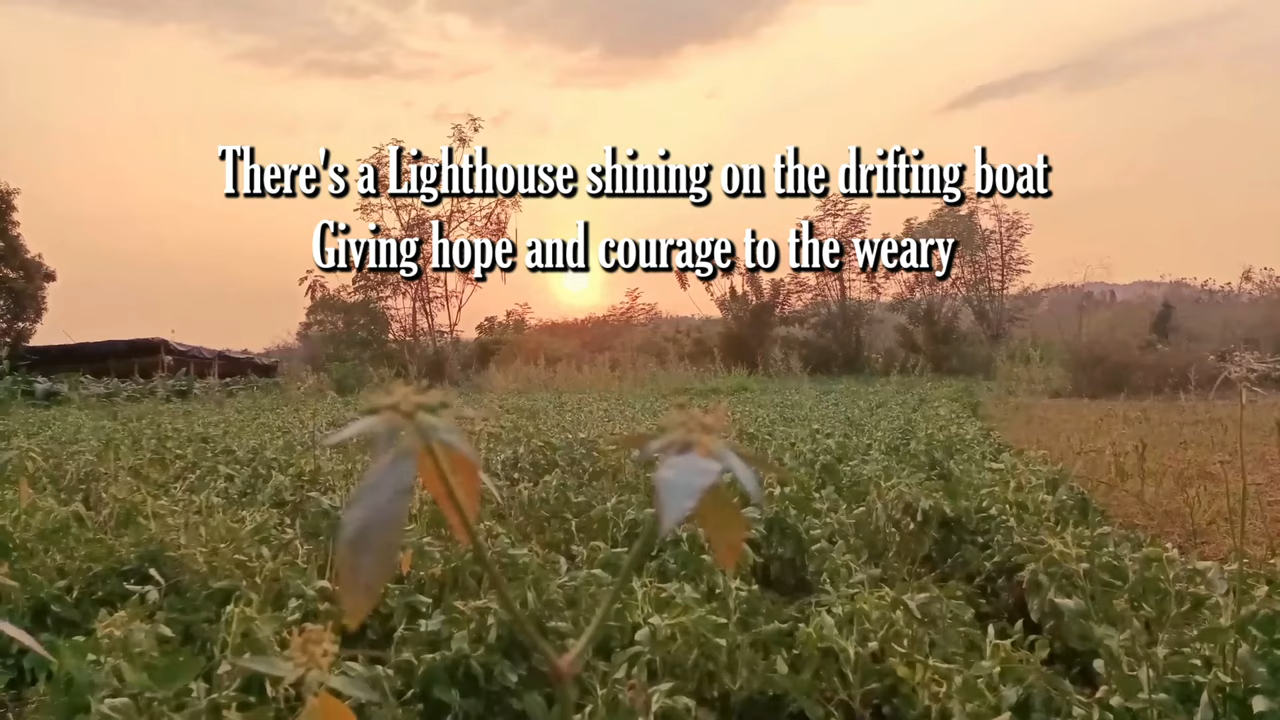 There's a Lighthouse shining on the drifting boat
Giving hope and courage to the weary